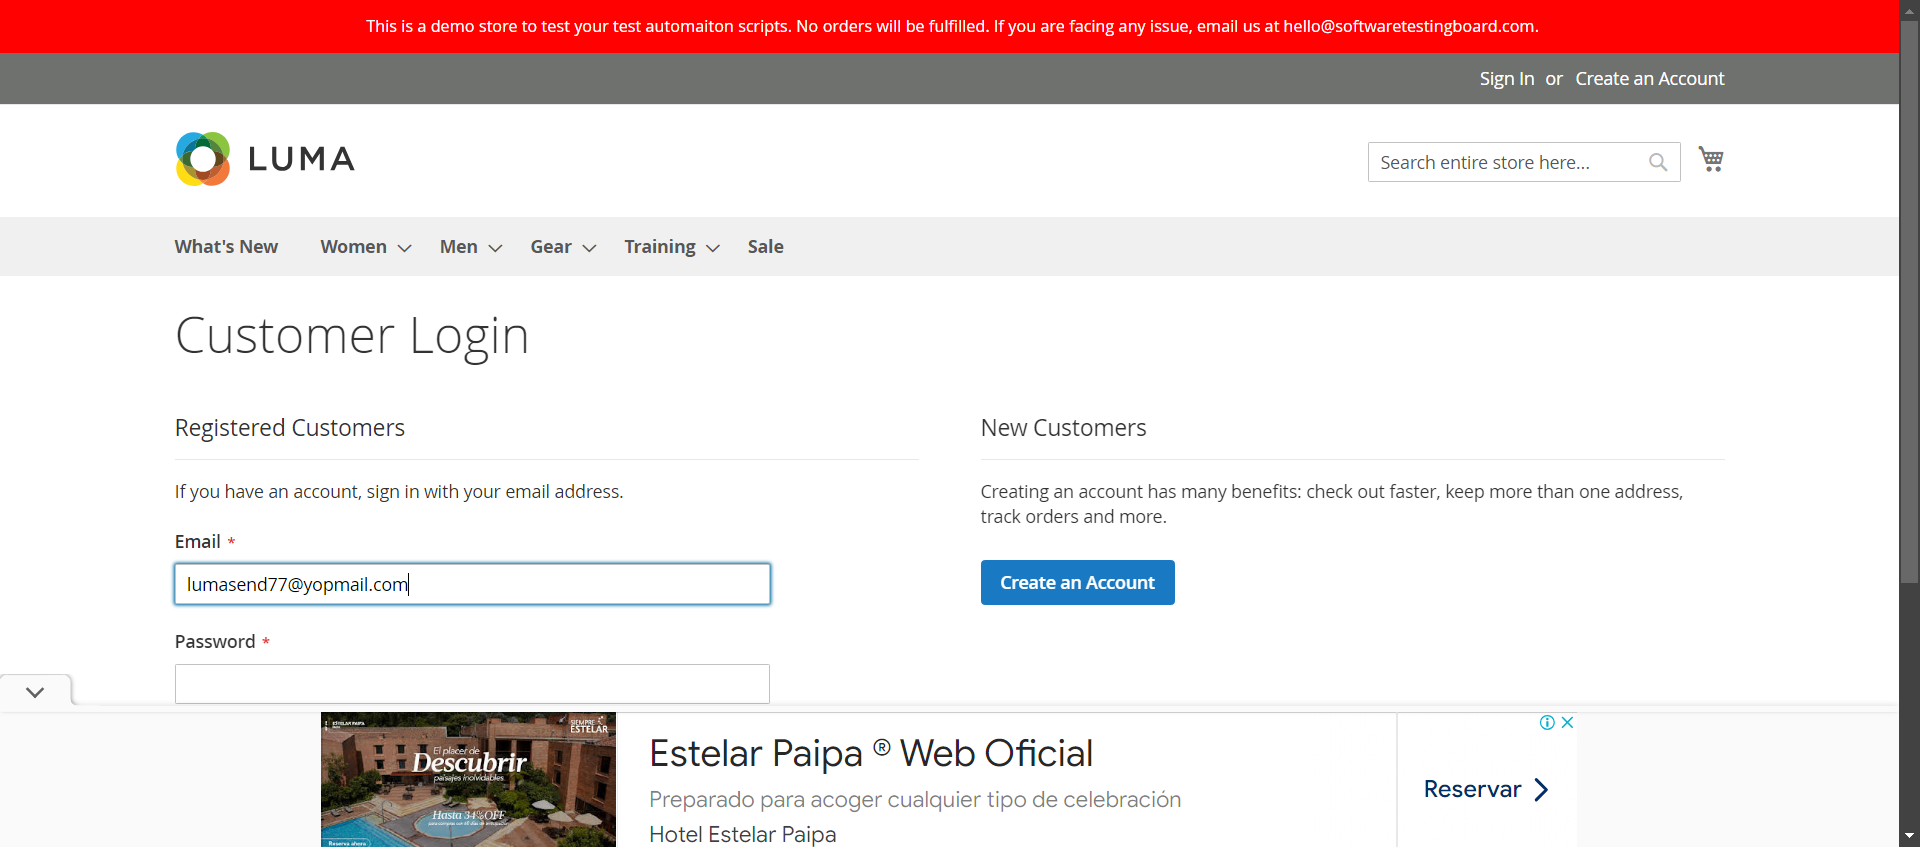 This is a demo store to test your test automaiton scripts. No orders will be fulfilled. If you are facing any issue, email us at hello@softwaretestingboard.com.
Sign In or Create an Account
LUMA
Search entire store here...
What's New Women Men Gear Training Sale
Customer Login
Registered Customers
If you have an account, sign in with your email address.
Email *
lumasend77@yopmail.com
Password *
New Customers
Creating an account has many benefits: check out faster, keep more than one address,
track orders and more.
Create an Account
ESTELAR PAIPA
SIEMPRE
ESTELAR
El placer de
Descubrir
paisajes inolvidables
Hasta 34%OFF
Reserva ahora
Estelar Paipa ® Web Oficial
Preparado para acoger cualquier tipo de celebración
Hotel Estelar Paipa
Reservar